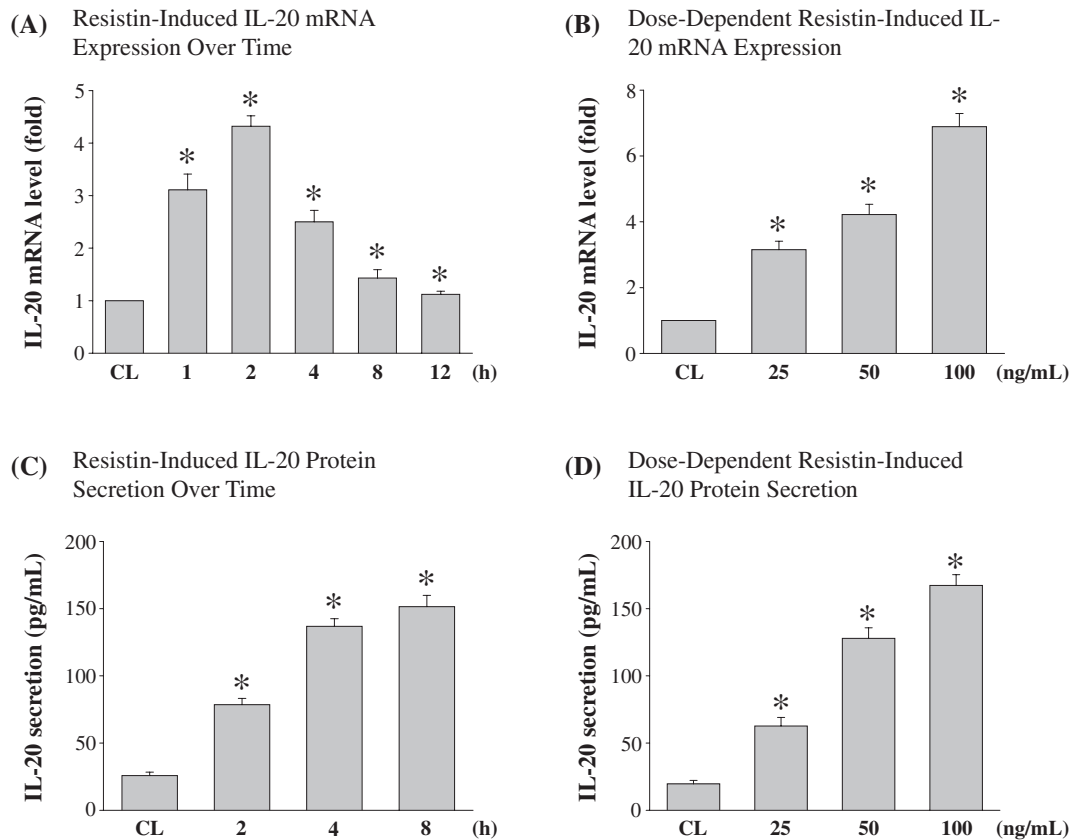 (A) Resistin-Induced IL-20 mRNA
Expression Over Time
IL-20 mRNA level (fold)
5
4
3
2
1
0
* * * * *
CL 1 2 4 8 12 (h)
(B) Dose-Dependent Resistin-Induced IL-
20 mRNA Expression
IL-20 mRNA level (fold)
8
6
4
2
0
* * *
CL 25 50 100 (ng/mL)
(C) Resistin-Induced IL-20 Protein
Secretion Over Time
IL-20 secretion (pg/mL)
200
150
100
50
0
* * *
CL 2 4 8 (h)
(D) Dose-Dependent Resistin-Induced
IL-20 Protein Secretion
IL-20 secretion (pg/mL)
200
150
100
50
0
* * *
CL 25 50 100 (ng/mL)